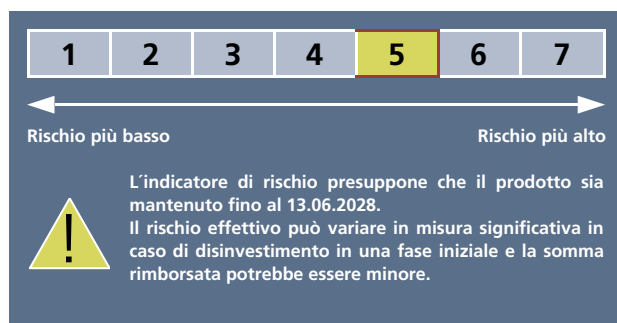 1 2 3 4 5 6 7
Rischio più basso Rischio più alto
L´indicatore di rischio presuppone che il prodotto sia
mantenuto fino al 13.06.2028.
Il rischio effettivo può variare in misura significativa in
caso di disinvestimento in una fase iniziale e la somma
rimborsata potrebbe essere minore.
!